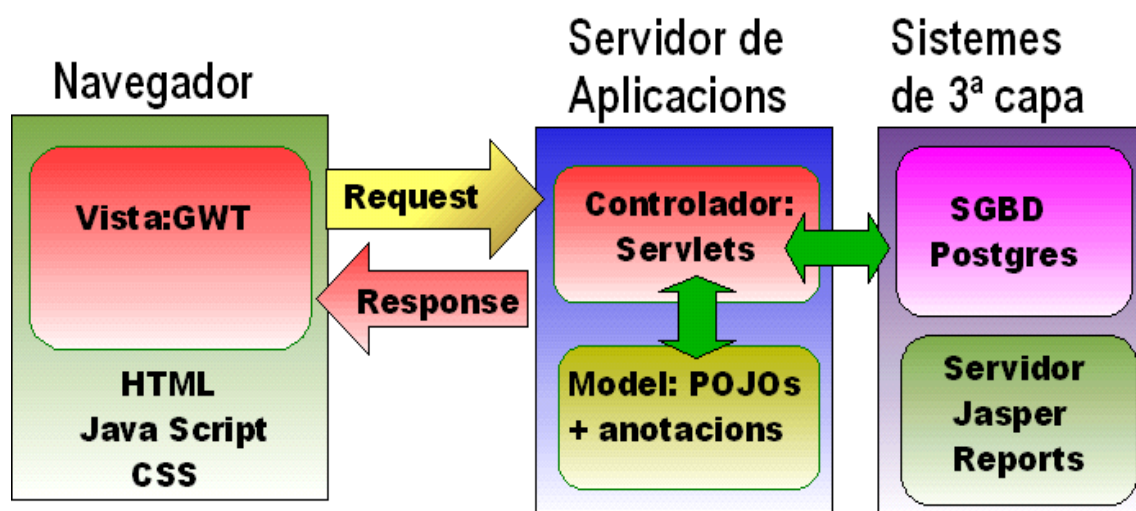 Navegador
Vista:GWT
HTML
Java Script
CSS
Request
Response
Servidor de
Aplicacions
Controlador:
Servlets
Model: POJOs
+ anotacions
Sistemes
de 3ª capa
SGBD
Postgres
Servidor
Jasper
Reports